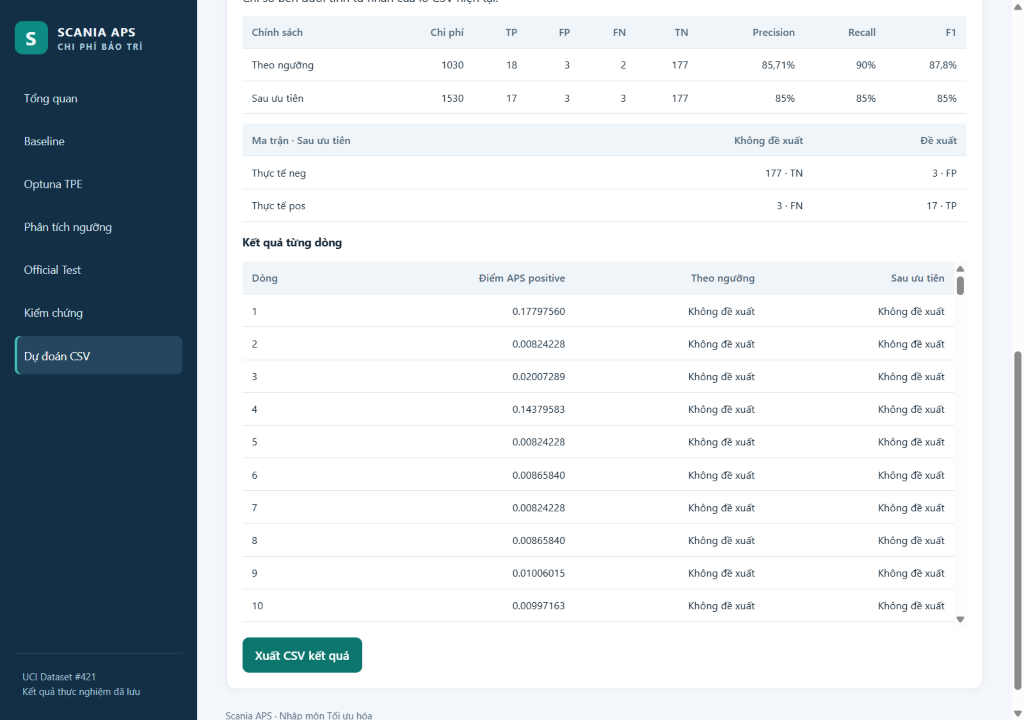 S
SCANIA APS
CHI PHÍ BẢO TRÌ
Tổng quan
Baseline
Optuna TPE
Phân tích ngưỡng
Official Test
Kiểm chứng
Dự đoán CSV
UCI Dataset #421
Kết quả thực nghiệm đã lưu
Chính sách Chi phí TP FP FN TN Precision Recall F1
Theo ngưỡng 1030 18 3 2 177 85,71% 90% 87,8%
Sau ưu tiên 1530 17 3 3 177 85% 85% 85%
Ma trận · Sau ưu tiên Không đề xuất Đề xuất
Thực tế neg 177 · TN 3 · FP
Thực tế pos 3 · FN 17 · TP
Kết quả từng dòng
Dòng Điểm APS positive Theo ngưỡng Sau ưu tiên
1 0.17797560 Không đề xuất Không đề xuất
2 0.00824228 Không đề xuất Không đề xuất
3 0.02007289 Không đề xuất Không đề xuất
4 0.14379583 Không đề xuất Không đề xuất
5 0.00824228 Không đề xuất Không đề xuất
6 0.00865840 Không đề xuất Không đề xuất
7 0.00824228 Không đề xuất Không đề xuất
8 0.00865840 Không đề xuất Không đề xuất
9 0.01006015 Không đề xuất Không đề xuất
10 0.00997163 Không đề xuất Không đề xuất
Xuất CSV kết quả
Scania APS · Nhập môn Tối ưu hóa